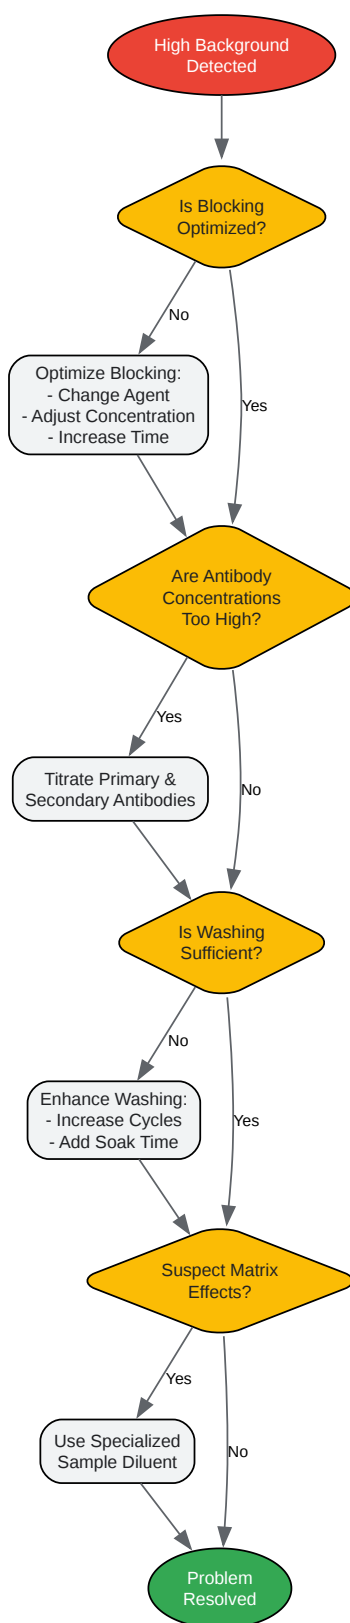 High Background
Detected
Is Blocking
Optimized?
No
Optimize Blocking:
- Change Agent
- Adjust Concentration
- Increase Time
Yes
Are Antibody
Concentrations
Too High?
Yes
Titrate Primary &
Secondary Antibodies
No
Is Washing
Sufficient?
No
Enhance Washing:
- Increase Cycles
- Add Soak Time
Yes
Suspect Matrix
Effects?
Yes
Use Specialized
Sample Diluent
No
Problem
Resolved